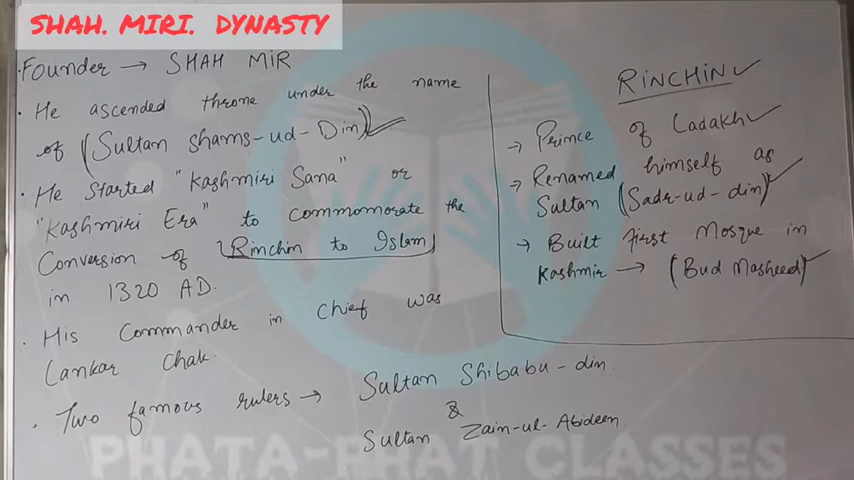 SHAH. MIRI. DYNASTY
Founder → SHAH MIR
• He ascended throne under the name
of (Sultan Shams-ud-Din)
• He started "Kashmiri Sana" or
"Kashmiri Era" to commomorate the
Conversion of (Rinchin to Islam)
in 1320 AD.
• His Commander in Chief was
Lankar Chak.
• Two famous rulers → Sultan Shibabu-din
&
Sultan Zain-ul-Abideen
RINCHIN
→ Prince of Ladakh
→ Renamed himself as
Sultan (Sadr-ud-din)
→ Built first Mosque in
Kashmir → (Bud Masheed)
PHATA-PHAT CLASSES